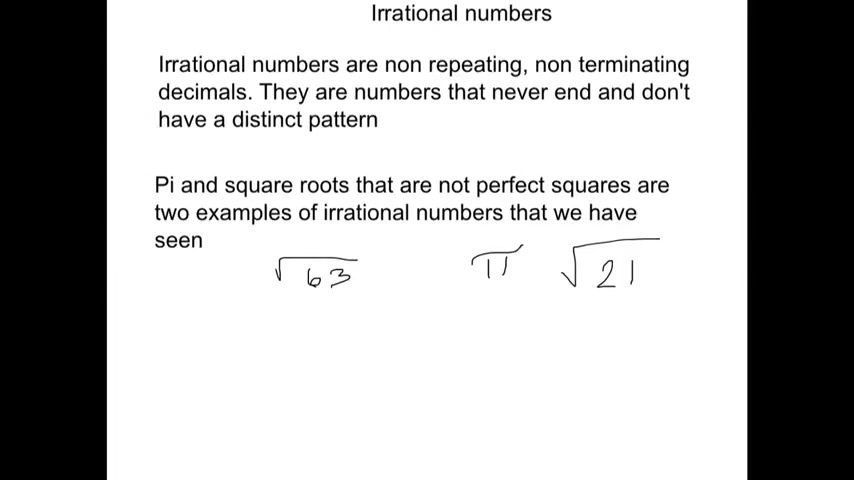 Irrational numbers
Irrational numbers are non repeating, non terminating
decimals. They are numbers that never end and don't
have a distinct pattern
Pi and square roots that are not perfect squares are
two examples of irrational numbers that we have
seen
√63 π √21